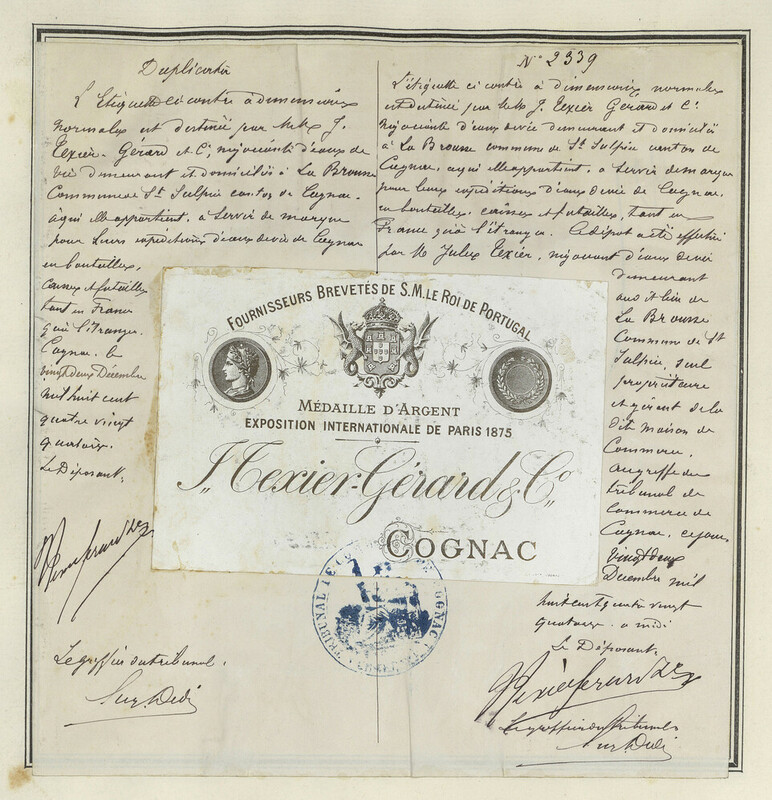 Duplicata
L'Etiquette ci contre à dimensions
normales est destinée par M.M. J.
Texier-Gérard et Cie, négociants d'eaux de
vie demeurant et domiciliés à La Brousse
Commune de St Sulpice canton de Cognac.
à qui elle appartient, à servir de marque
pour leurs expéditions d'eaux de vie de Cognac
en bouteilles,
caisses et futailles
tant en France
qu'à l'étranger.
Cognac, le
vingt deux Décembre
mil huit cent
quatre vingt
quatorze.
Le Déposant,
Le greffier du tribunal.
N° 2339
L'étiquette ci contre à dimensions normales
est destinée par M.M. J. Texier Gérard et Cie
négociants d'eaux de vie demeurant et domiciliés
à La Brousse commune de St Sulpice canton de
Cognac, à qui elle appartient, à servir de marque
pour leurs expéditions d'eaux de vie de Cognac,
en bouteilles, caisses et futailles, tant en
France qu'à l'étranger. Ce dépôt a été effectué
par M. Jules Texier, négociant d'eaux de vie
demeurant
au dit lieu de
La Brousse
Commune de St
Sulpice, seul
propriétaire
et gérant de la
dite maison de
Commerce,
au greffe du
tribunal de
Commerce de
Cognac, ce jour
vingt deux
Décembre mil
huit cent quatre vingt
quatorze à midi
Le Déposant,
Le greffier du tribunal
FOURNISSEURS BREVETÉS DE S.M. LE ROI DE PORTUGAL
MÉDAILLE D'ARGENT
EXPOSITION INTERNATIONALE DE PARIS 1875
J. Texier-Gérard & Co.
COGNAC
TRIBUNAL DE COGNAC